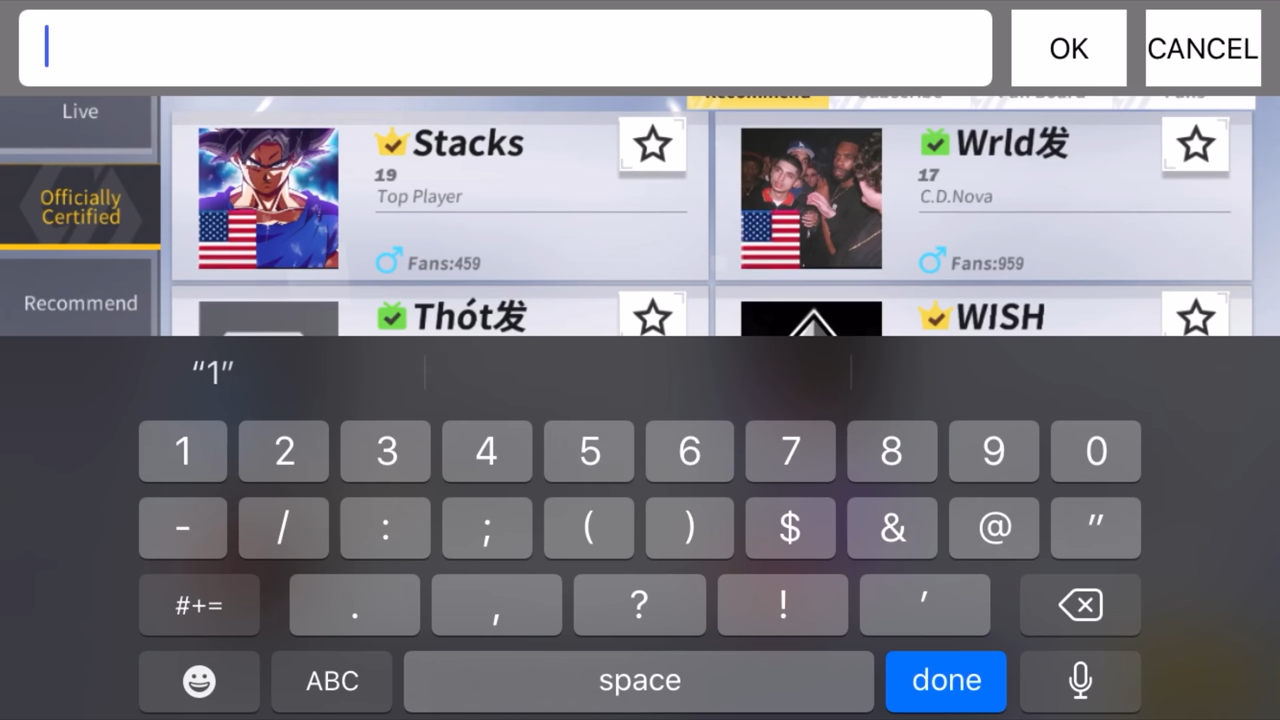 OK
CANCEL
Live
Recommend
Officially
Certified
Recommend
Stacks
19
Top Player
Fans:459
Wrld发
17
C.D.Nova
Fans:959
Thót发
WISH
“1”
1 2 3 4 5 6 7 8 9 0
- / : ; ( ) $ & @ "
#+= . , ? ! '
ABC space done